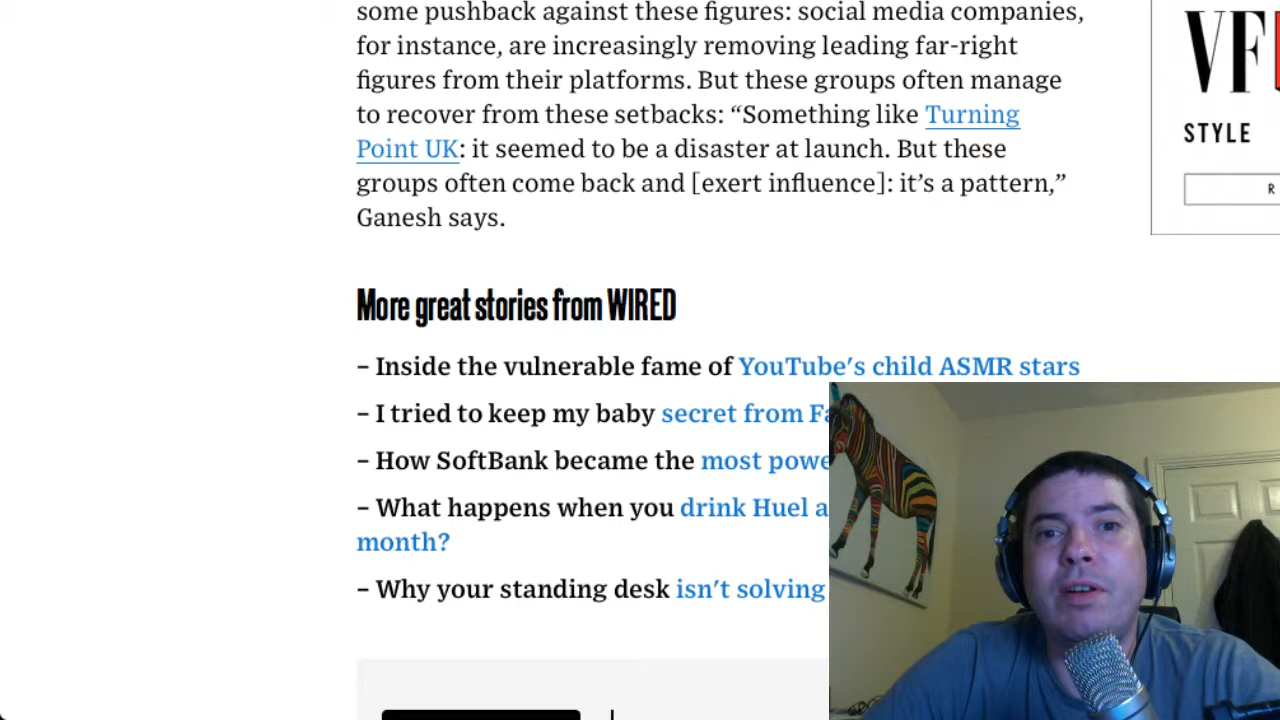 some pushback against these figures: social media companies,
for instance, are increasingly removing leading far-right
figures from their platforms. But these groups often manage
to recover from these setbacks: “Something like Turning
Point UK: it seemed to be a disaster at launch. But these
groups often come back and [exert influence]: it’s a pattern,”
Ganesh says.
VF
STYLE
R
More great stories from WIRED
– Inside the vulnerable fame of YouTube's child ASMR stars
– I tried to keep my baby secret from Fa
– How SoftBank became the most powe
– What happens when you drink Huel a
month?
– Why your standing desk isn't solving